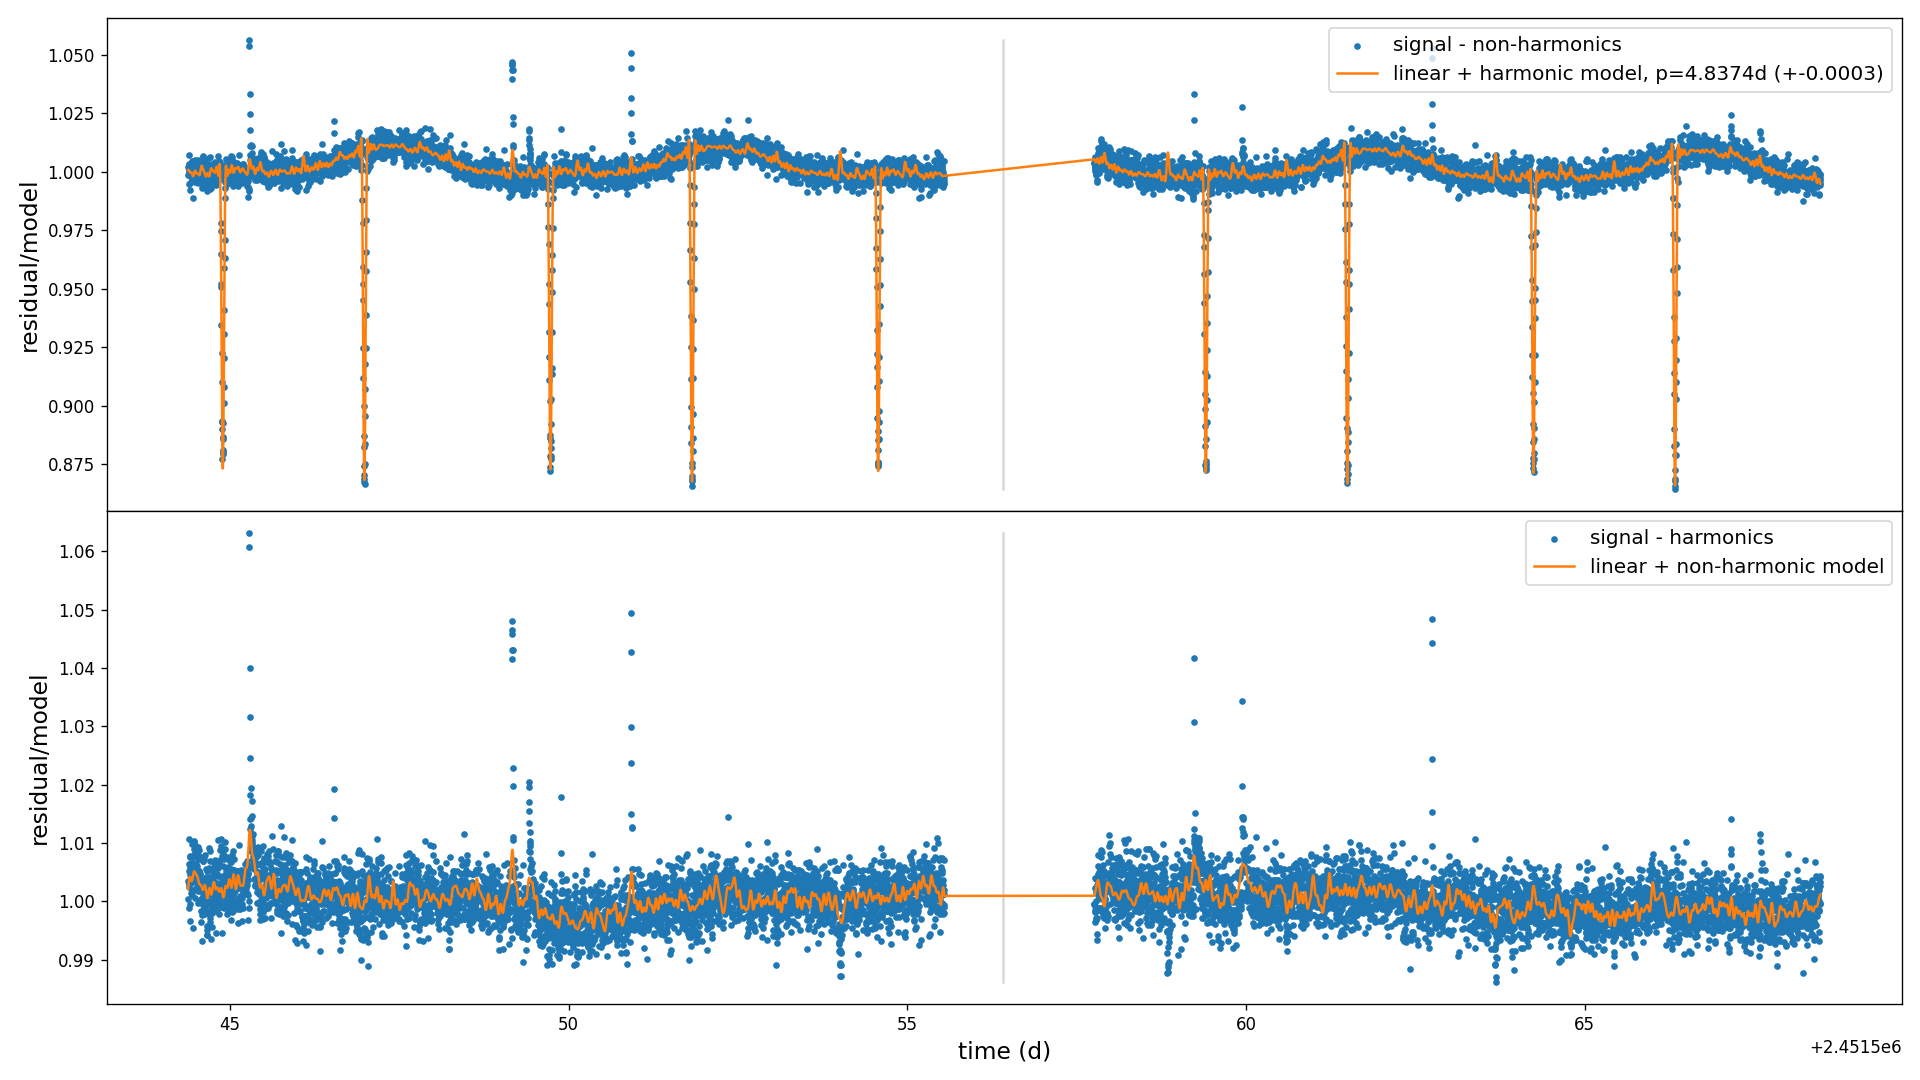 signal - non-harmonics
linear + harmonic model, p=4.8374d (+-0.0003)
residual/model
1.050
1.025
1.000
0.975
0.950
0.925
0.900
0.875
signal - harmonics
linear + non-harmonic model
residual/model
1.06
1.05
1.04
1.03
1.02
1.01
1.00
0.99
45
50
55
60
65
time (d)
+2.4515e6